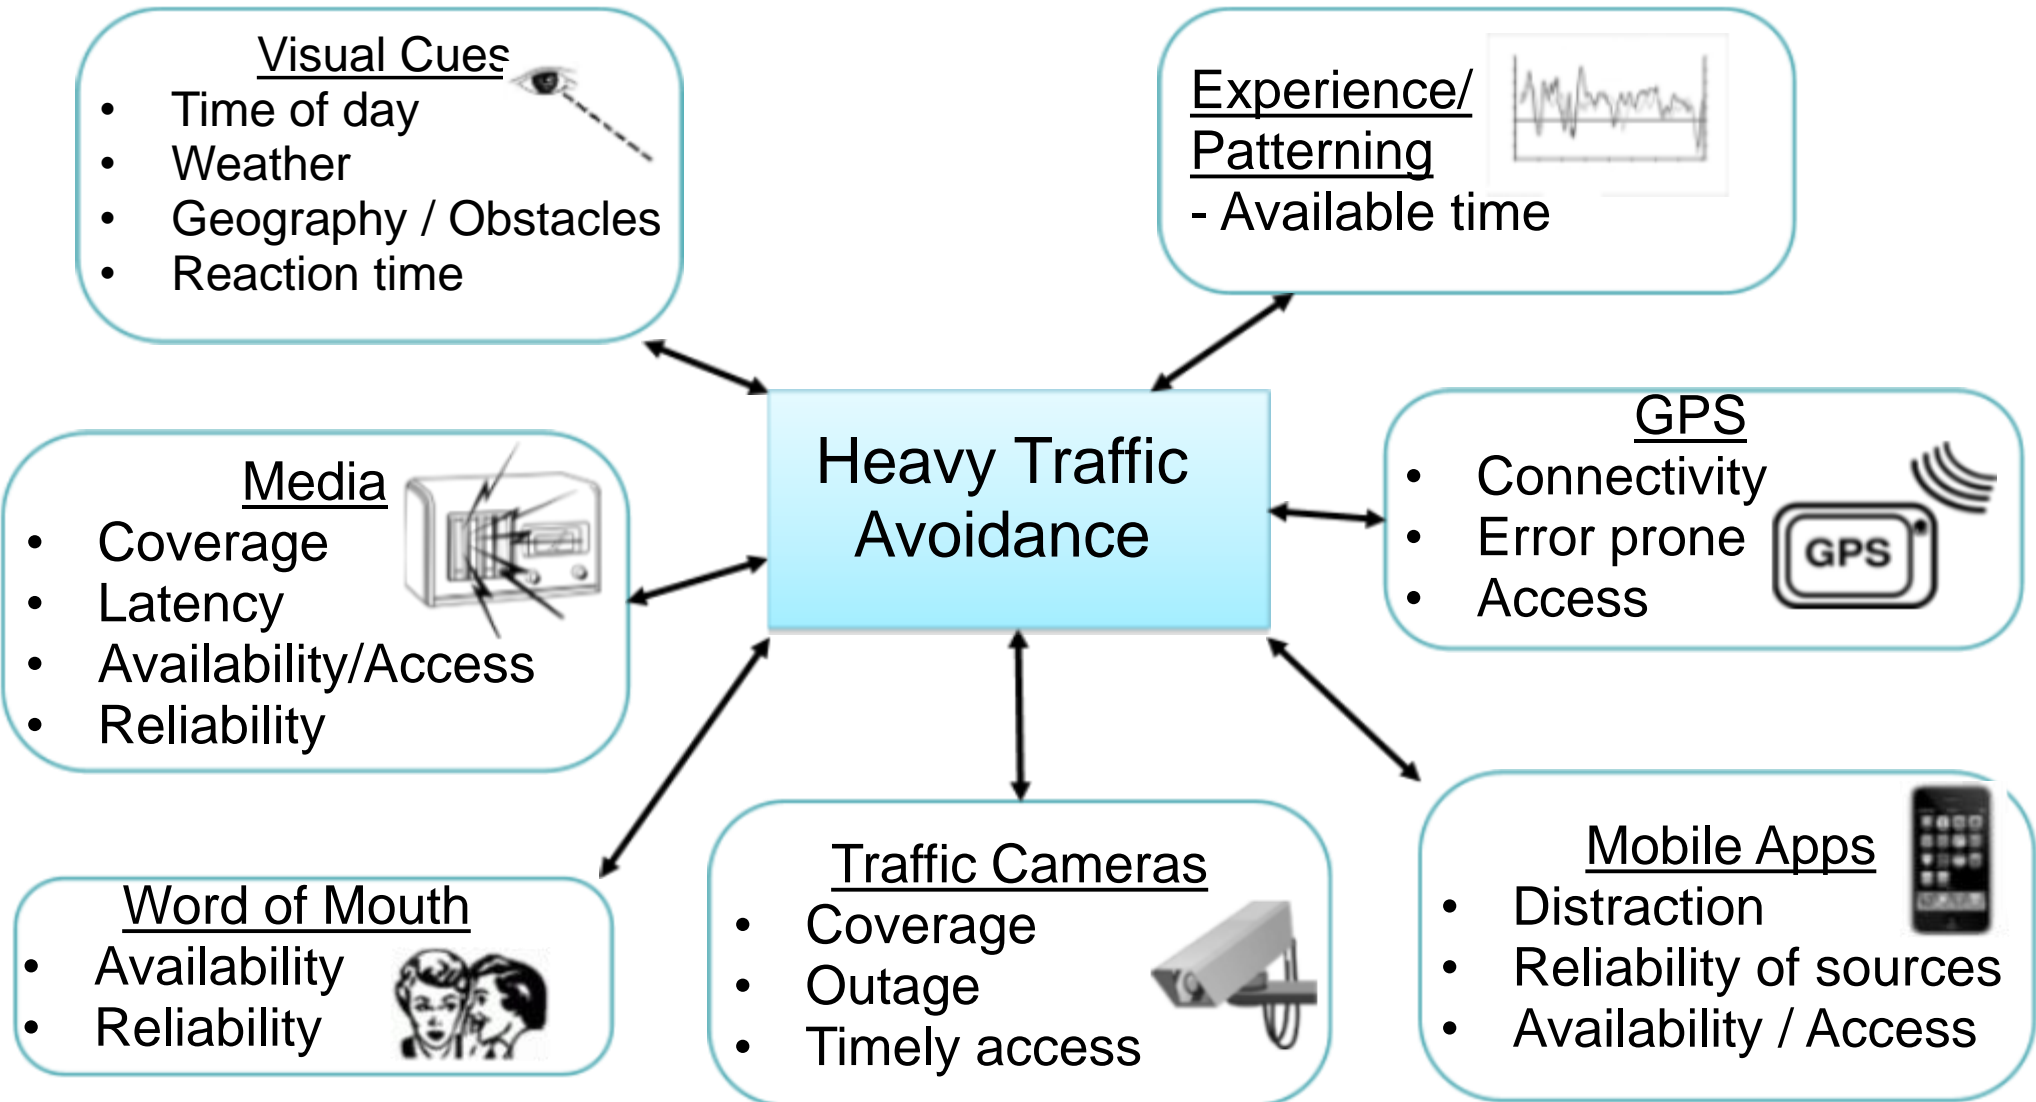 Visual Cues
• Time of day
• Weather
• Geography / Obstacles
• Reaction time
Experience/
Patterning
- Available time
Heavy Traffic
Avoidance
GPS
• Connectivity
• Error prone
• Access
GPS
Media
• Coverage
• Latency
• Availability/Access
• Reliability
Word of Mouth
• Availability
• Reliability
Traffic Cameras
• Coverage
• Outage
• Timely access
Mobile Apps
• Distraction
• Reliability of sources
• Availability / Access